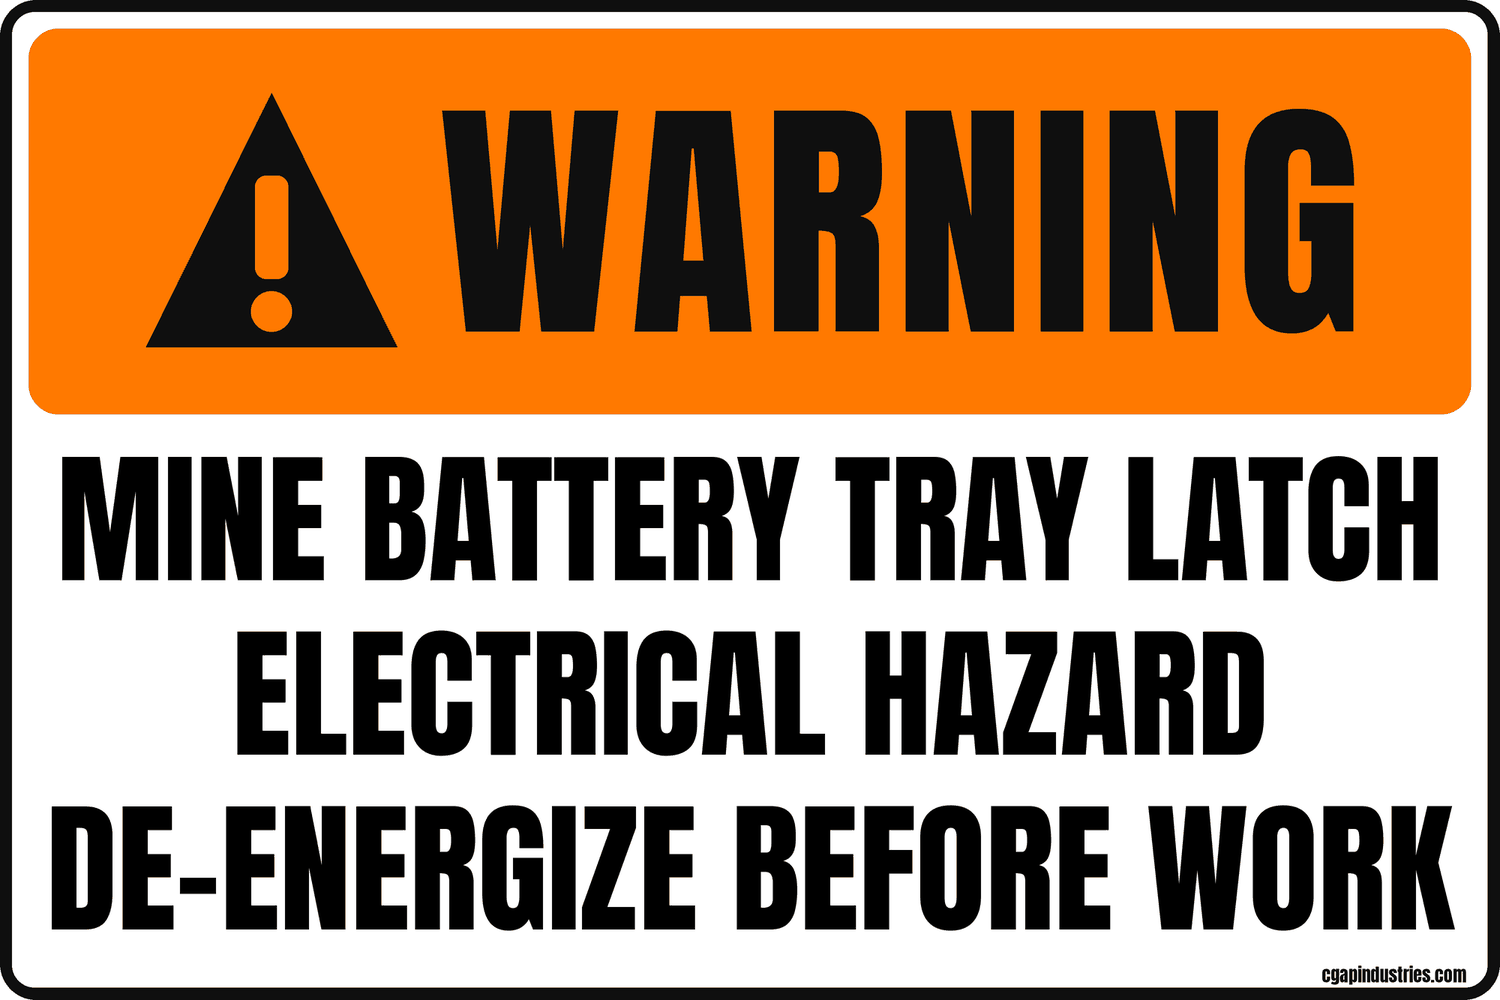 WARNING
MINE BATTERY TRAY LATCH
ELECTRICAL HAZARD
DE-ENERGIZE BEFORE WORK
cgapindustries.com